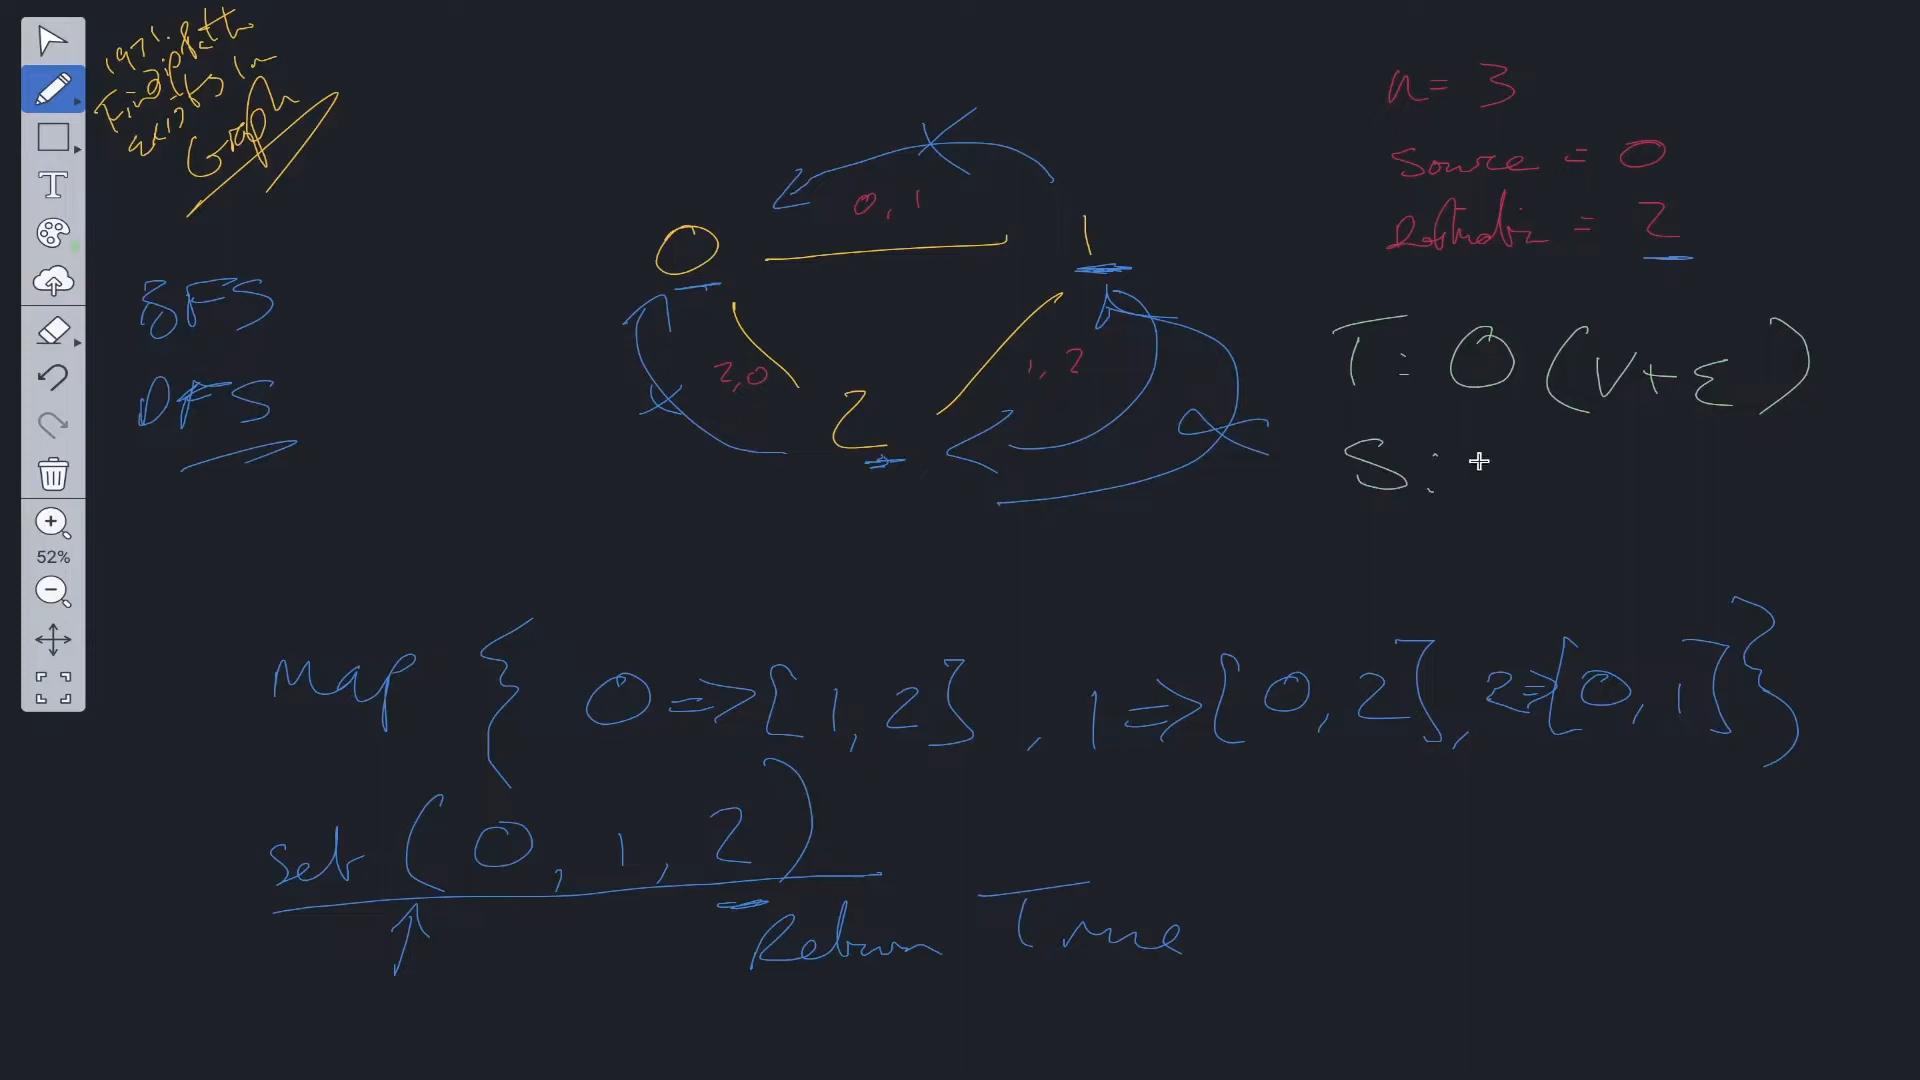 1971.
Find if Path
Exists in
Graph
BFS
DFS
52%
0, 1
0
1
2, 0
1, 2
2
n = 3
Source = 0
= 2
T: O (V+E)
S:
Map { 0 => [1, 2] , 1 => [0, 2], 2 => [0, 1] }
Set (0, 1, 2)
Return True